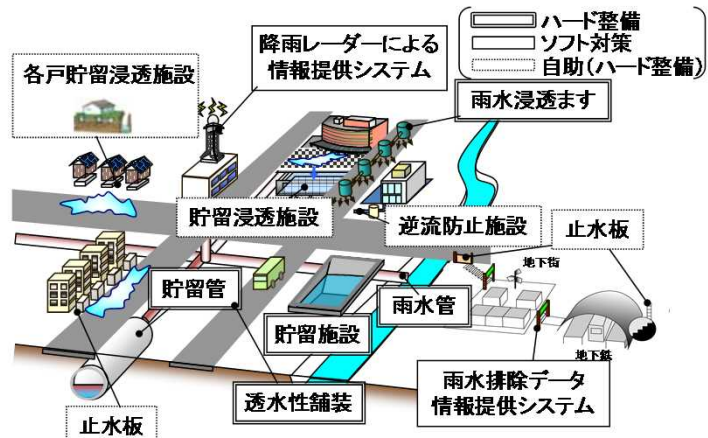 ハード整備
ソフト対策
自助(ハード整備)
降雨レーダーによる
情報提供システム
各戸貯留浸透施設
雨水浸透ます
貯留浸透施設
逆流防止施設
止水板
地下街
貯留管
雨水管
貯留施設
地下鉄
透水性舗装
雨水排除データ
情報提供システム
止水板